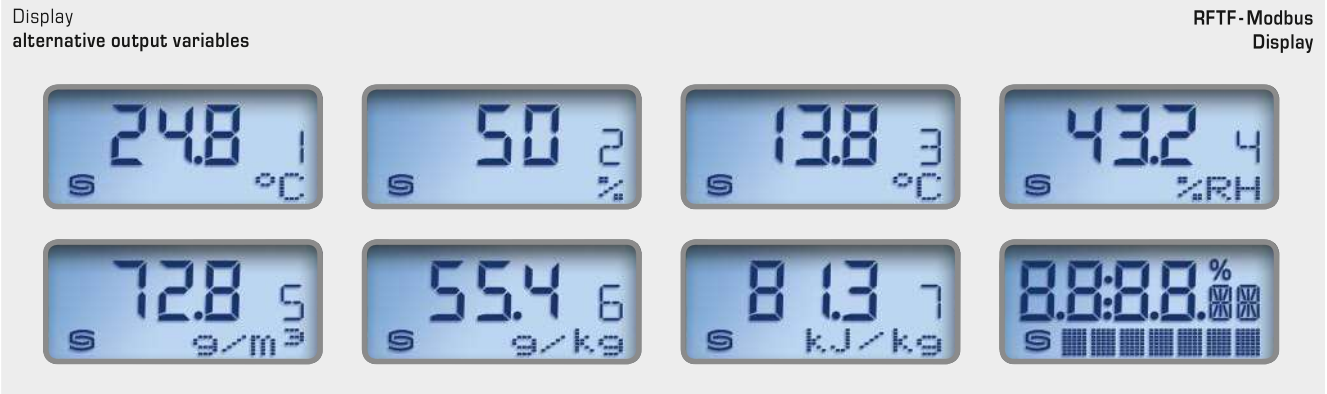 Display
alternative output variables
RFTF-Modbus
Display
24.8 1
°C
50 2
%
13.8 3
°C
43.2 4
%RH
72.8 5
g/m³
55.4 6
g/kg
81.3 7
kJ/kg
8.8:8.8. %